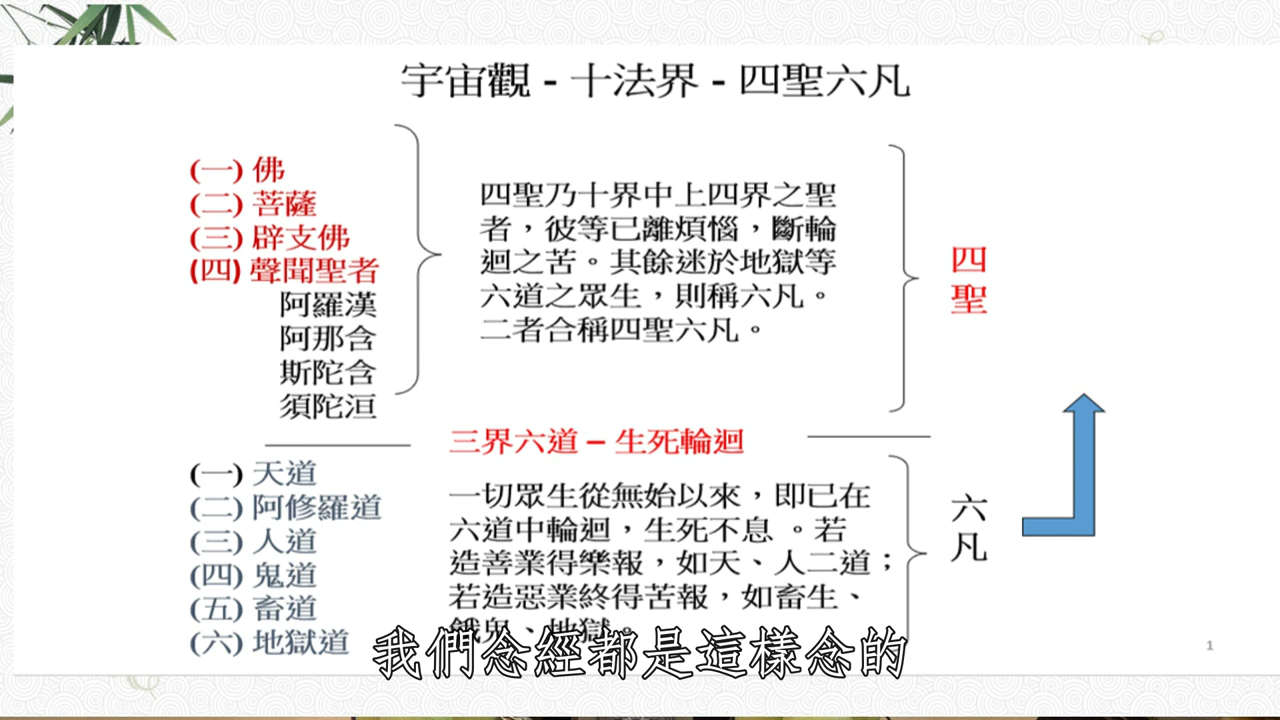 宇宙觀 - 十法界 - 四聖六凡
(一) 佛
(二) 菩薩
(三) 辟支佛
(四) 聲聞聖者
阿羅漢
阿那含
斯陀含
須陀洹
四聖乃十界中上四界之聖
者，彼等已離煩惱，斷輪
迴之苦。其餘迷於地獄等
六道之眾生，則稱六凡。
二者合稱四聖六凡。
四
聖
三界六道 – 生死輪迴
(一) 天道
(二) 阿修羅道
(三) 人道
(四) 鬼道
(五) 畜道
(六) 地獄道
一切眾生從無始以來，即已在
六道中輪迴，生死不息 。若
造善業得樂報，如天、人二道；
若造惡業終得苦報，如畜生、
餓鬼、地獄。
六
凡
我們念經都是這樣念的
1